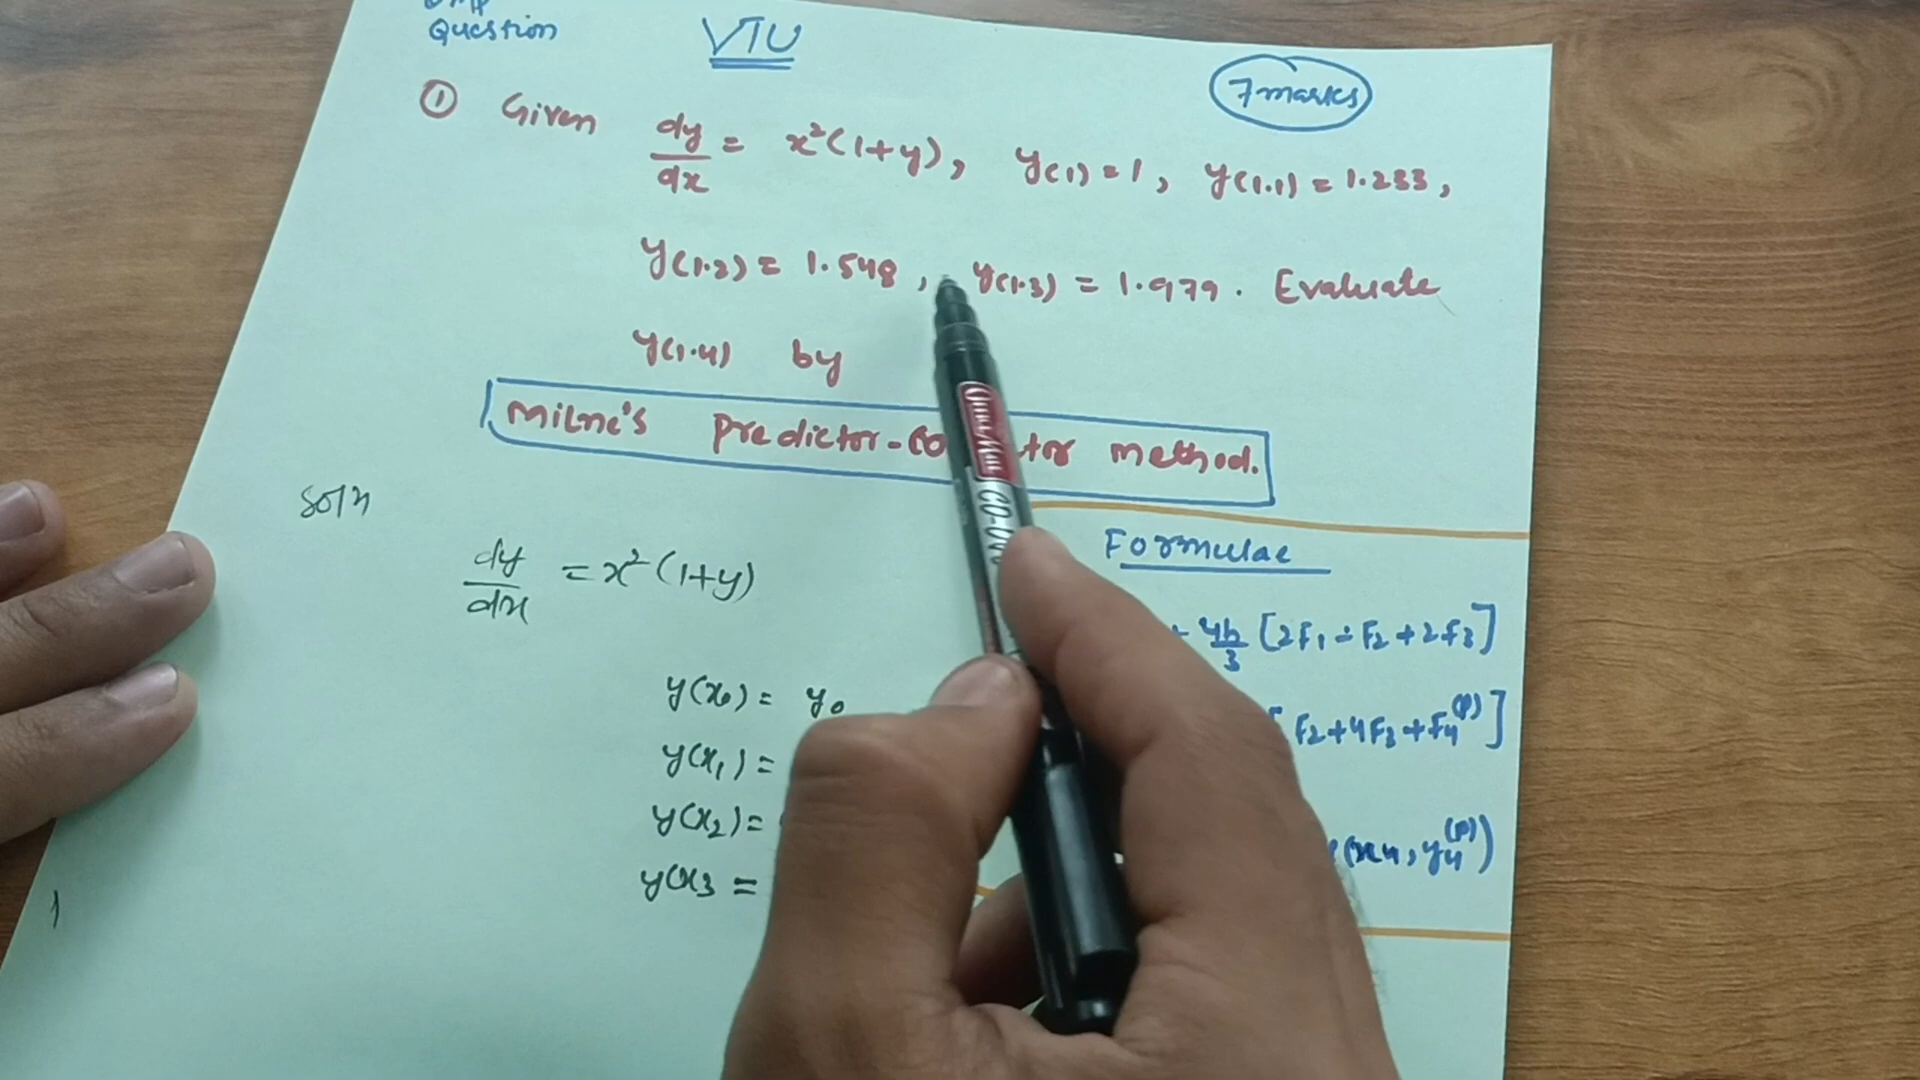 Question
VTU
7 marks
① Given dy/dx = x²(1+y), y(1)=1, y(1.1) = 1.233,
y(1.2) = 1.548, y(1.3) = 1.979. Evaluate
y(1.4) by
Milne's Predictor-Co tor method.
Soln
dy/dx = x²(1+y)
y(x₀) = y₀
y(x₁) =
y(x₂) =
y(x₃ =
1
Formulae
4h/3 [2F₁ - F₂ + 2F₃]
F₂ + 4F₃ + F₄⁽ᵖ⁾]
(x₄, y₄⁽ᵖ⁾)